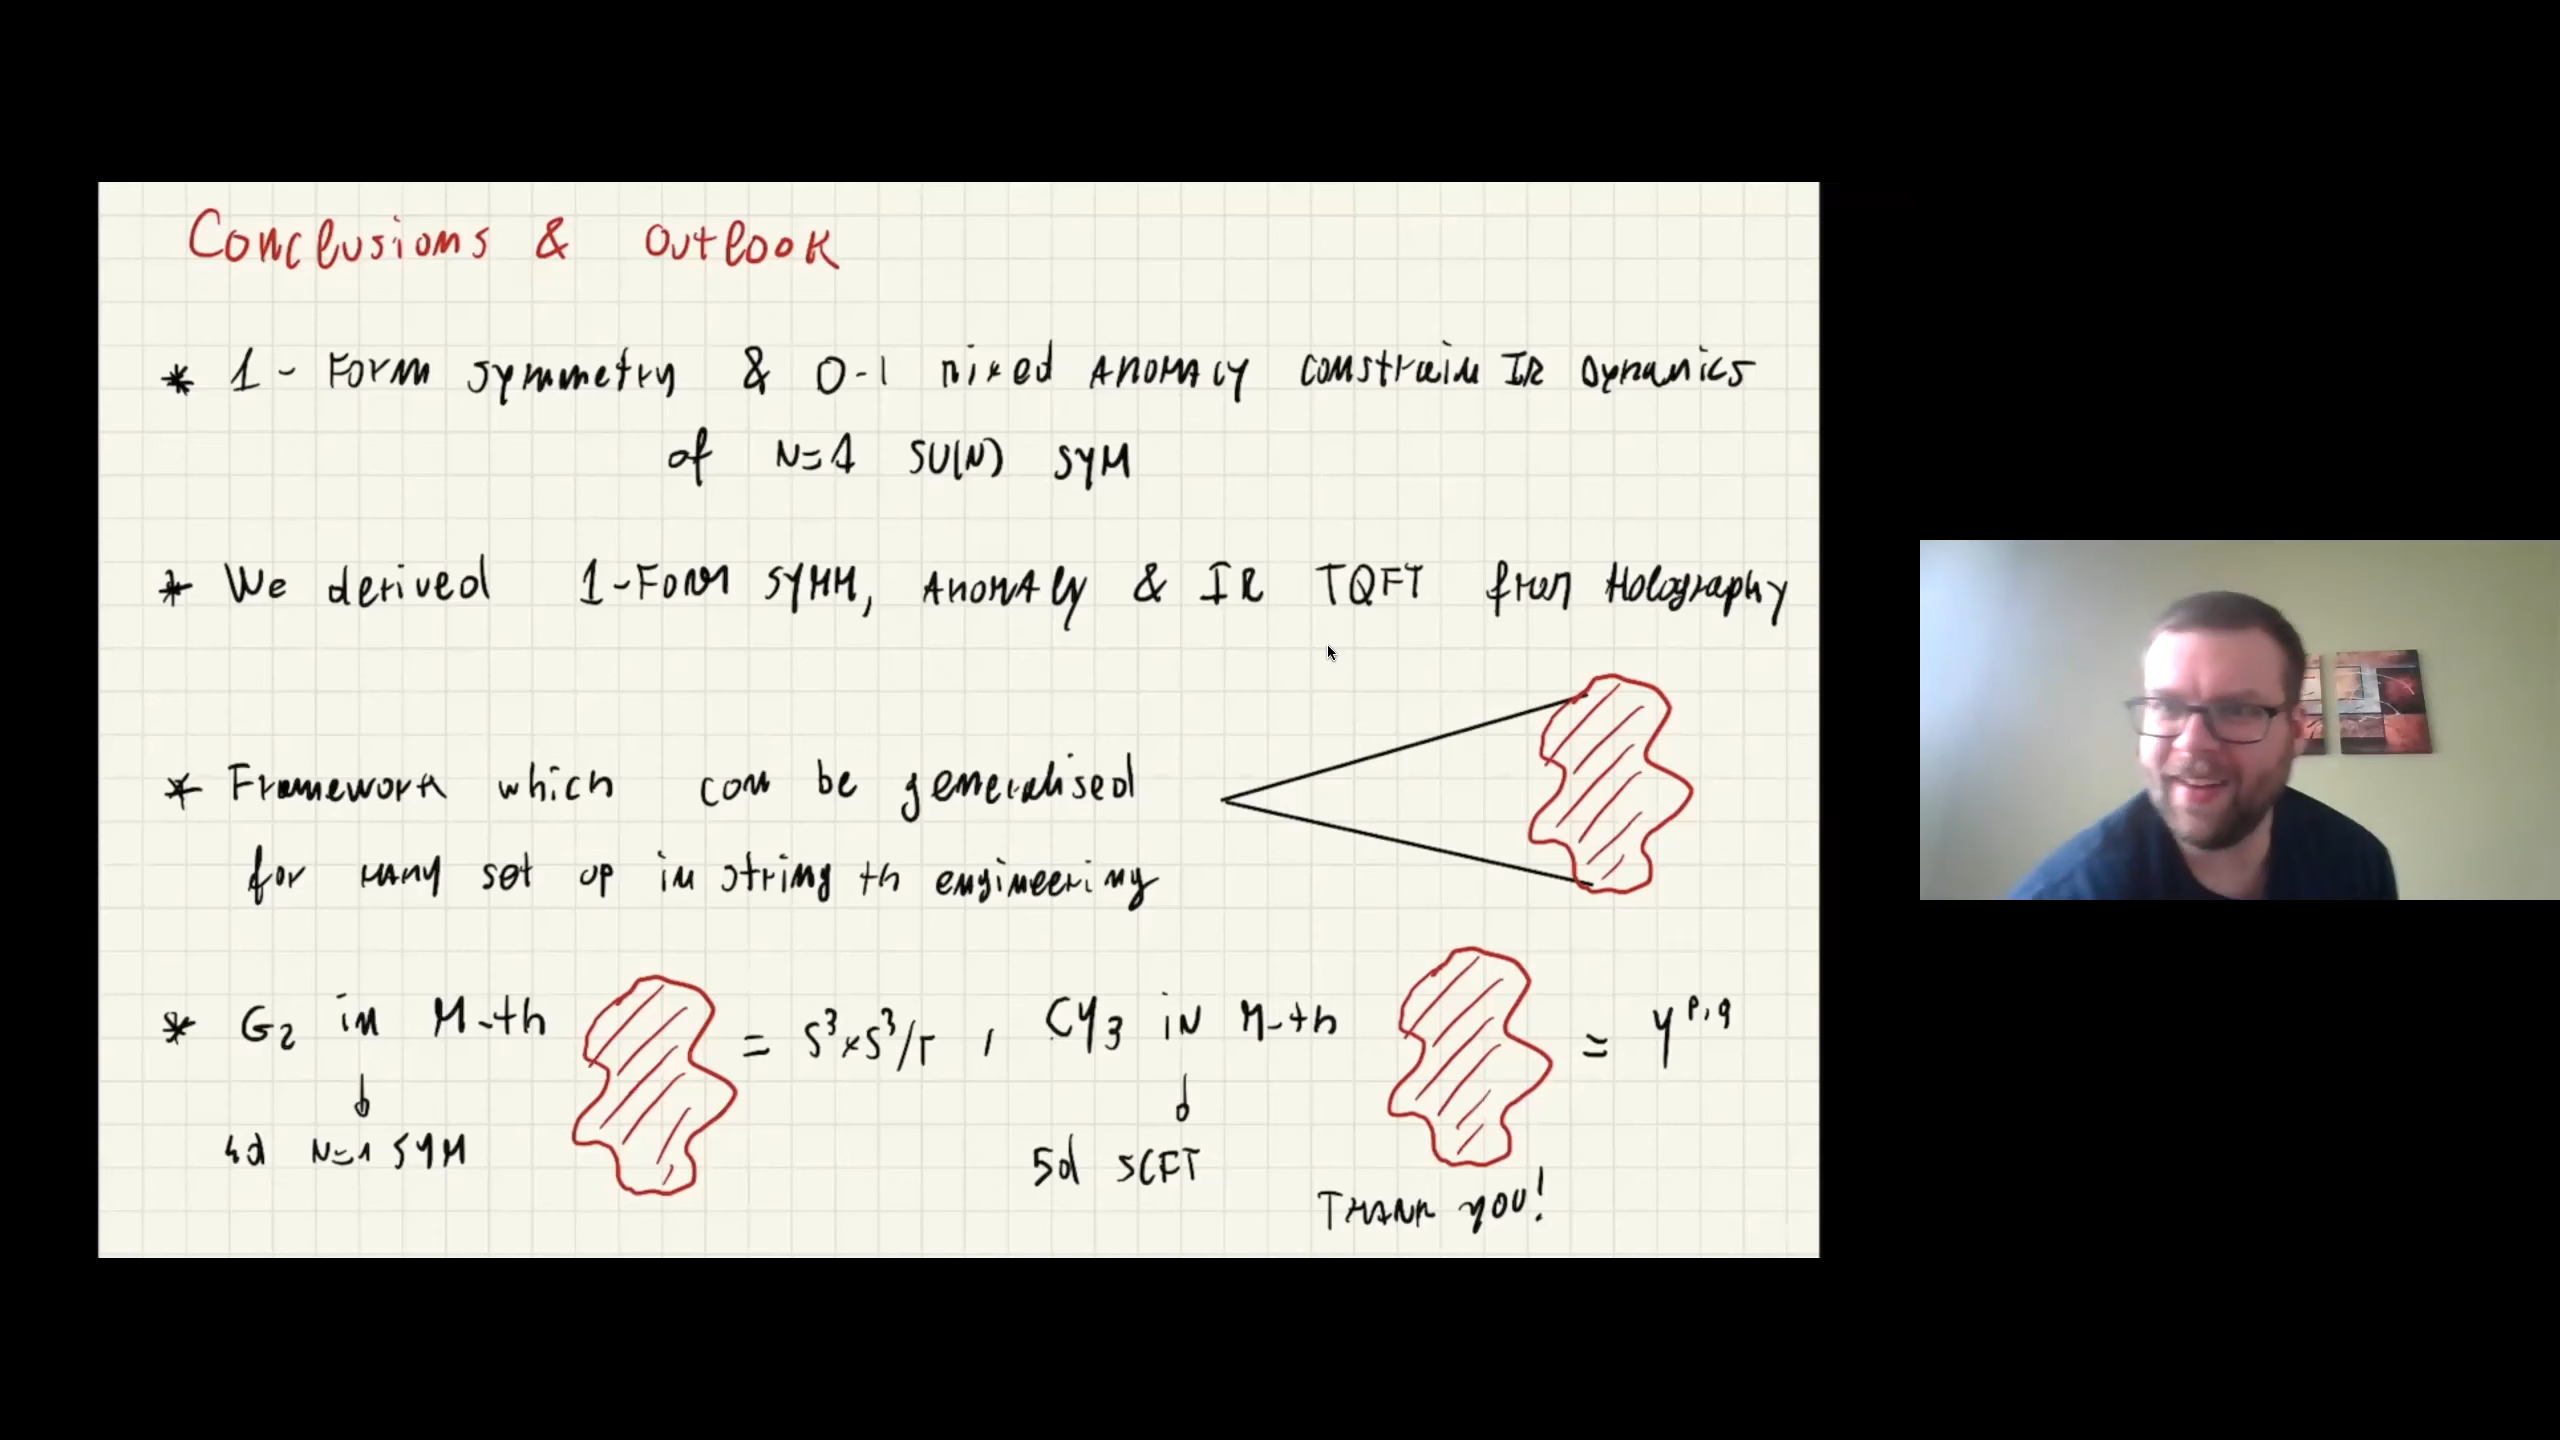 Conclusions & Outlook
* 1-Form symmetry & 0-1 mixed anomaly constrain IR Dynamics
of N=1 SU(N) SYM
* We derived 1-Form SYMM, Anomaly & IR TQFT from Holography
* Framework which can be generalised
for many set up in string th engineering
* G₂ in M-th = S³×S³/Γ , CY₃ in M-th = Y^{p,q}
4d N=1 SYM 5d SCFT
THANK YOU!